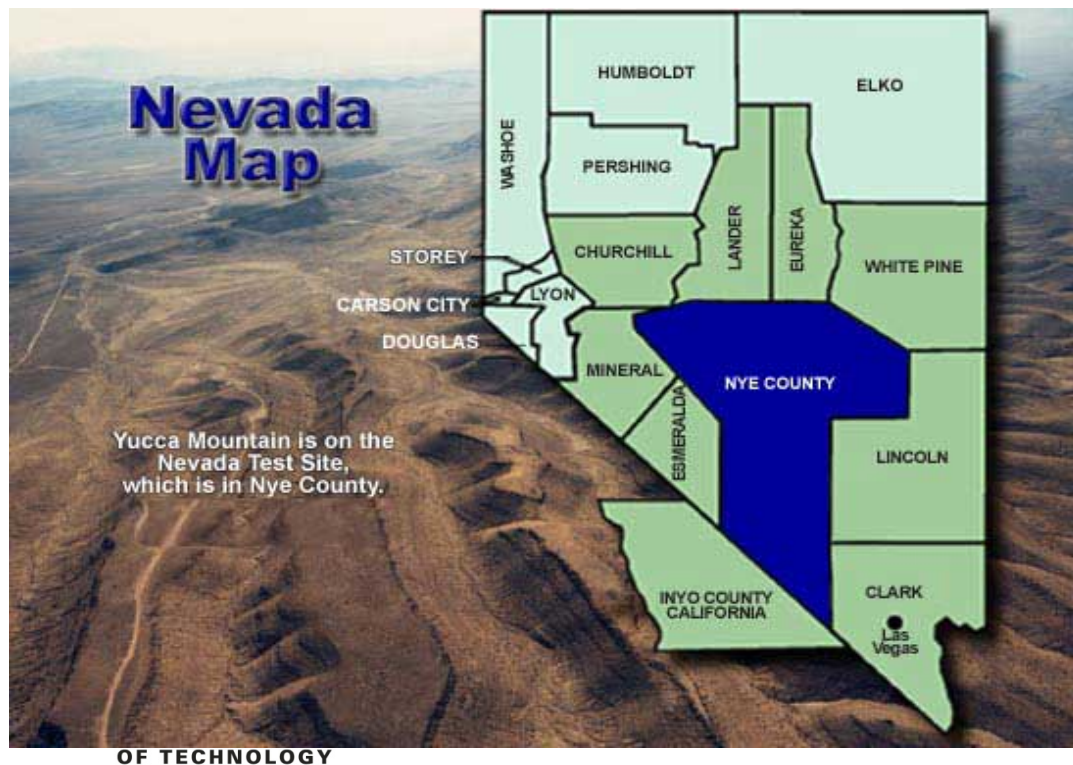 Nevada
Map
HUMBOLDT
ELKO
WASHOE
PERSHING
LANDER
EUREKA
STOREY
CHURCHILL
WHITE PINE
CARSON CITY
LYON
DOUGLAS
MINERAL
NYE COUNTY
ESMERALDA
Yucca Mountain is on the
Nevada Test Site,
which is in Nye County.
LINCOLN
INYO COUNTY
CALIFORNIA
CLARK
Las
Vegas
OF TECHNOLOGY